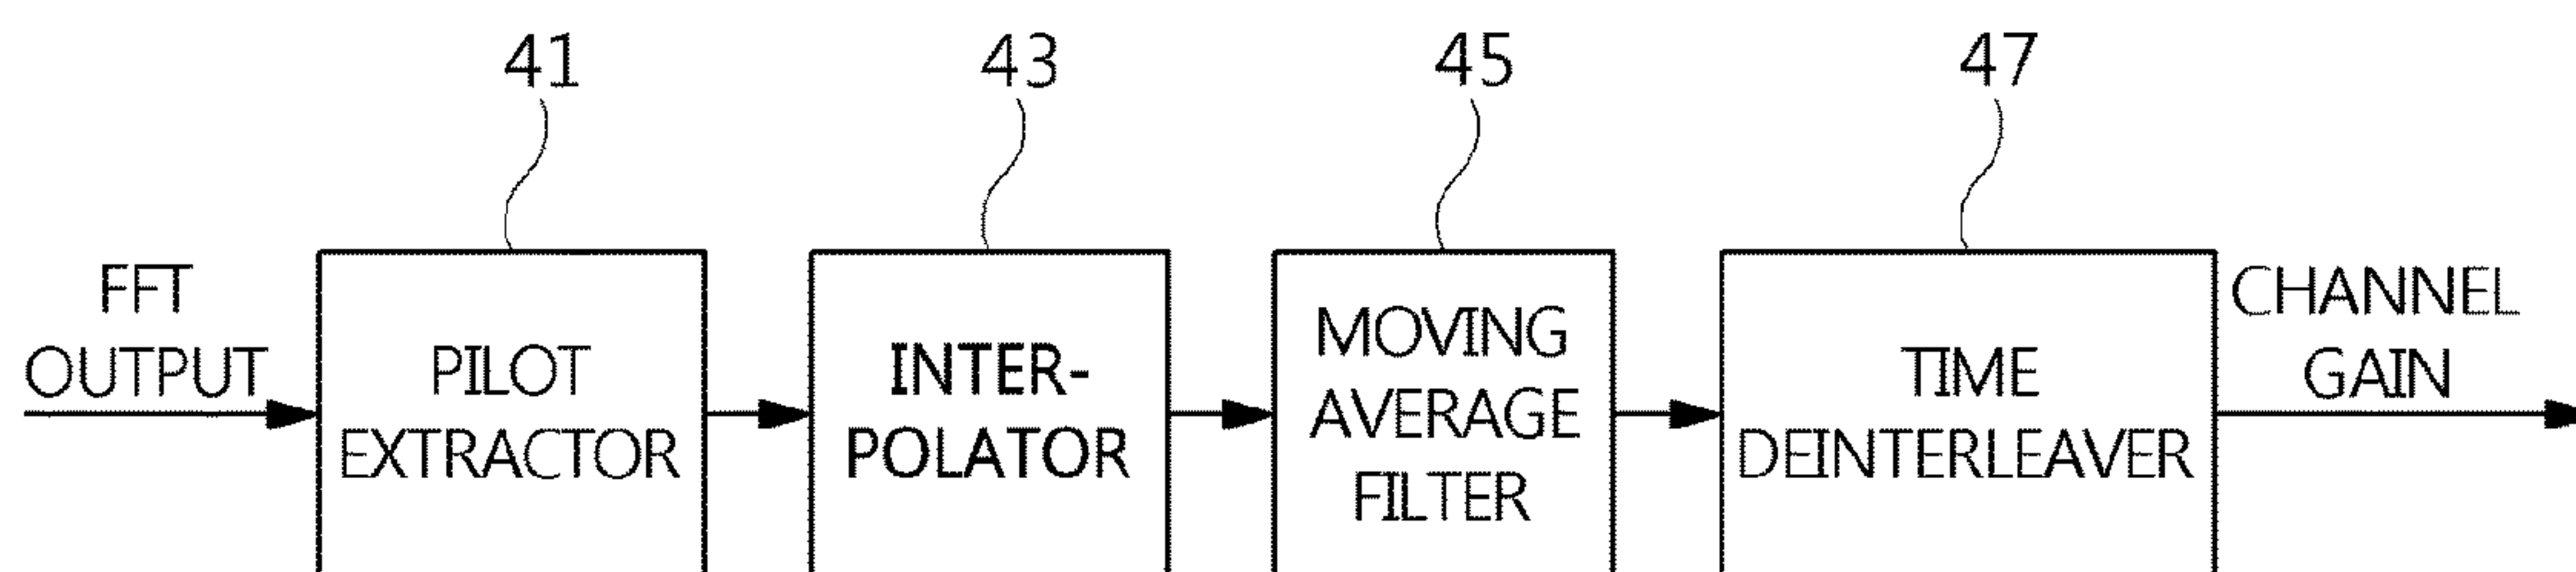 41
43
45
47
FFT
OUTPUT
PILOT
EXTRACTOR
INTER-
POLATOR
MOVING
AVERAGE
FILTER
TIME
DEINTERLEAVER
CHANNEL
GAIN